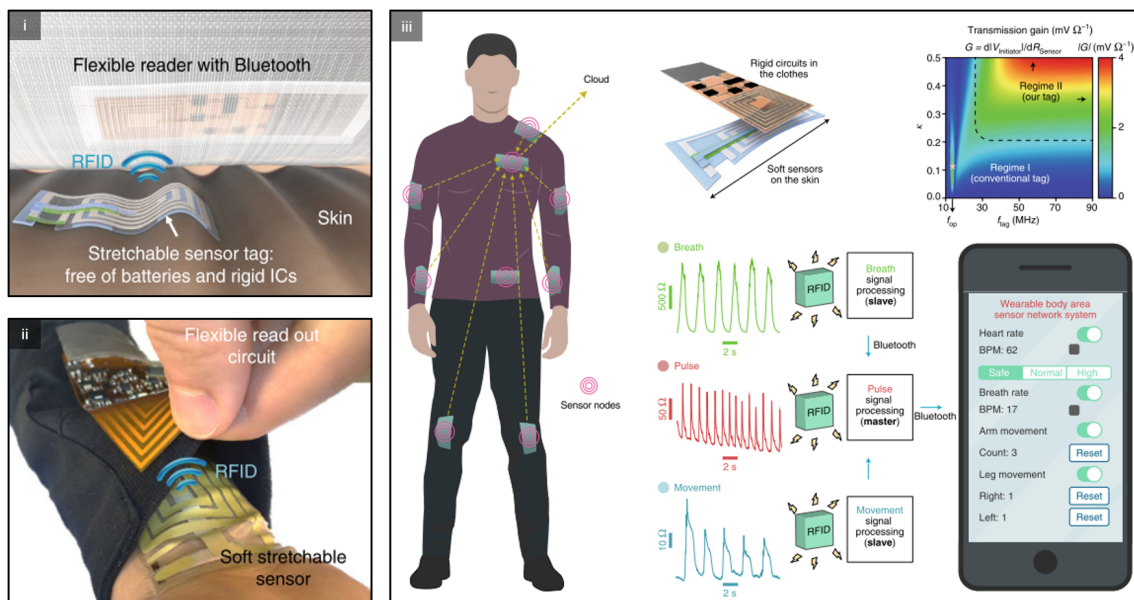 i
Flexible reader with Bluetooth
RFID
Skin
Stretchable sensor tag:
free of batteries and rigid ICs
ii
Flexible read out
circuit
RFID
Soft stretchable
sensor
iii
Cloud
Sensor nodes
Rigid circuits in
the clothes
Soft sensors
on the skin
Transmission gain (mV Ω⁻¹)
G = d|V_Initiator|/dR_Sensor
|G| (mV Ω⁻¹)
0.5
0.4
0.3
0.2
0.1
0.0
κ
Regime II
(our tag)
Regime I
(conventional tag)
4
2
0
10 30 50 70 90
f_op
f_tag (MHz)
Breath
500 Ω
2 s
RFID
Breath
signal
processing
(slave)
Bluetooth
Pulse
50 Ω
2 s
RFID
Pulse
signal
processing
(master)
Bluetooth
Movement
10 Ω
2 s
RFID
Movement
signal
processing
(slave)
Wearable body area
sensor network system
Heart rate
BPM: 62
Safe Normal High
Breath rate
BPM: 17
Arm movement
Count: 3 Reset
Leg movement
Right: 1 Reset
Left: 1 Reset